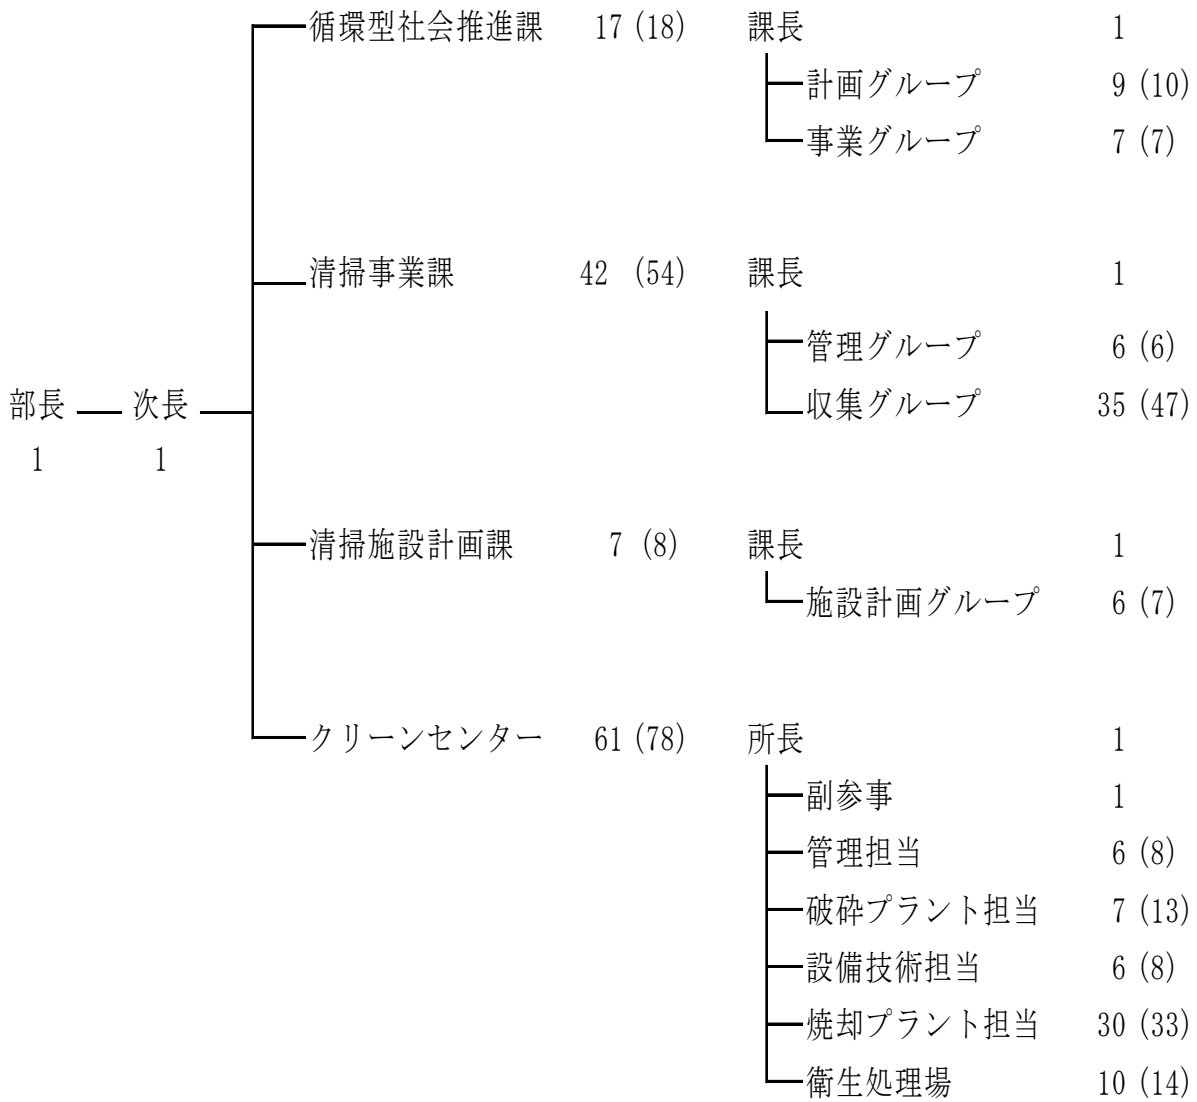 循環型社会推進課 17 (18) 課長 1
計画グループ 9 (10)
事業グループ 7 (7)
清掃事業課 42 (54) 課長 1
管理グループ 6 (6)
部長 次長 収集グループ 35 (47)
1 1
清掃施設計画課 7 (8) 課長 1
施設計画グループ 6 (7)
クリーンセンター 61 (78) 所長 1
副参事 1
管理担当 6 (8)
破砕プラント担当 7 (13)
設備技術担当 6 (8)
焼却プラント担当 30 (33)
衛生処理場 10 (14)